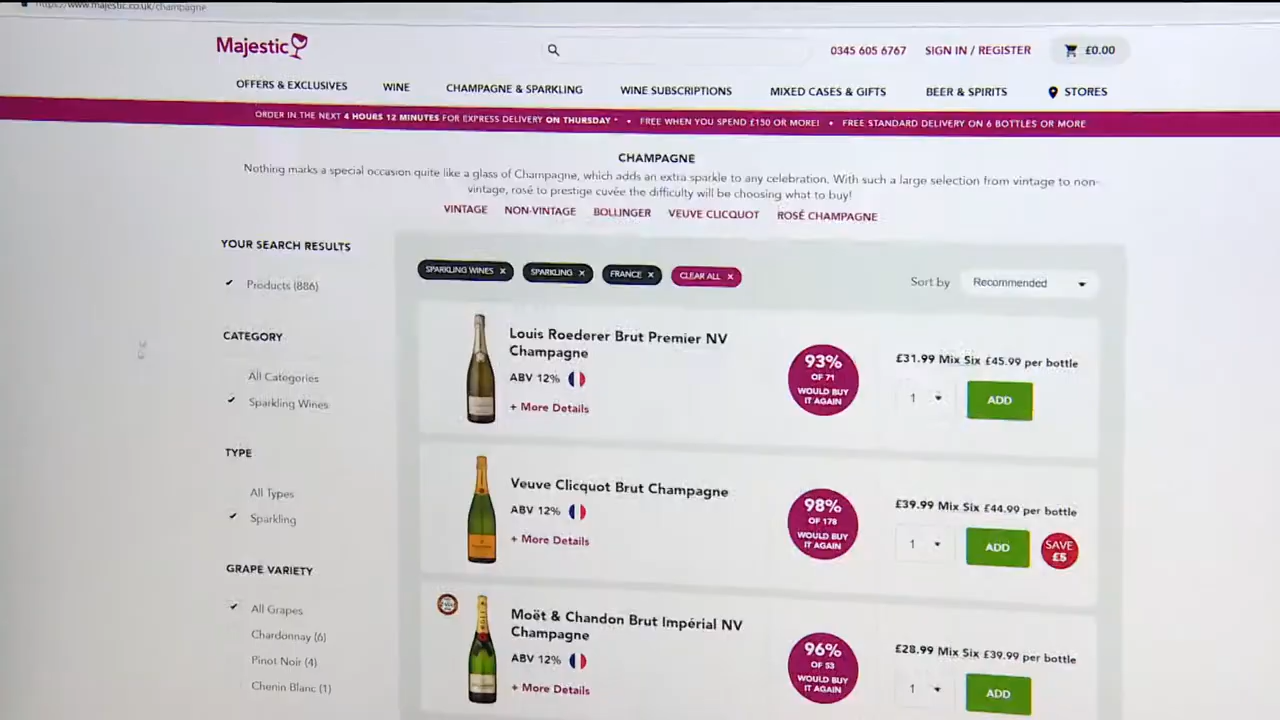 https://www.majestic.co.uk/champagne
Majestic
0345 605 6767
SIGN IN / REGISTER
£0.00
OFFERS & EXCLUSIVES
WINE
CHAMPAGNE & SPARKLING
WINE SUBSCRIPTIONS
MIXED CASES & GIFTS
BEER & SPIRITS
STORES
ORDER IN THE NEXT 4 HOURS 12 MINUTES FOR EXPRESS DELIVERY ON THURSDAY * • FREE WHEN YOU SPEND £150 OR MORE! • FREE STANDARD DELIVERY ON 6 BOTTLES OR MORE
CHAMPAGNE
Nothing marks a special occasion quite like a glass of Champagne, which adds an extra sparkle to any celebration. With such a large selection from vintage to non-
vintage, rosé to prestige cuvée the difficulty will be choosing what to buy!
VINTAGE NON-VINTAGE BOLLINGER VEUVE CLICQUOT ROSÉ CHAMPAGNE
YOUR SEARCH RESULTS
✔ Products (886)
CATEGORY
All Categories
✔ Sparkling Wines
TYPE
All Types
✔ Sparkling
GRAPE VARIETY
✔ All Grapes
Chardonnay (6)
Pinot Noir (4)
Chenin Blanc (1)
SPARKLING WINES × SPARKLING × FRANCE × CLEAR ALL ×
Sort by Recommended
Louis Roederer Brut Premier NV
Champagne
ABV 12%
+ More Details
93%
OF 71
WOULD BUY
IT AGAIN
£31.99 Mix Six £45.99 per bottle
1
ADD
Veuve Clicquot Brut Champagne
ABV 12%
+ More Details
98%
OF 178
WOULD BUY
IT AGAIN
£39.99 Mix Six £44.99 per bottle
1
ADD
SAVE
£5
Moët & Chandon Brut Impérial NV
Champagne
ABV 12%
+ More Details
96%
OF 53
WOULD BUY
IT AGAIN
£28.99 Mix Six £39.99 per bottle
1
ADD